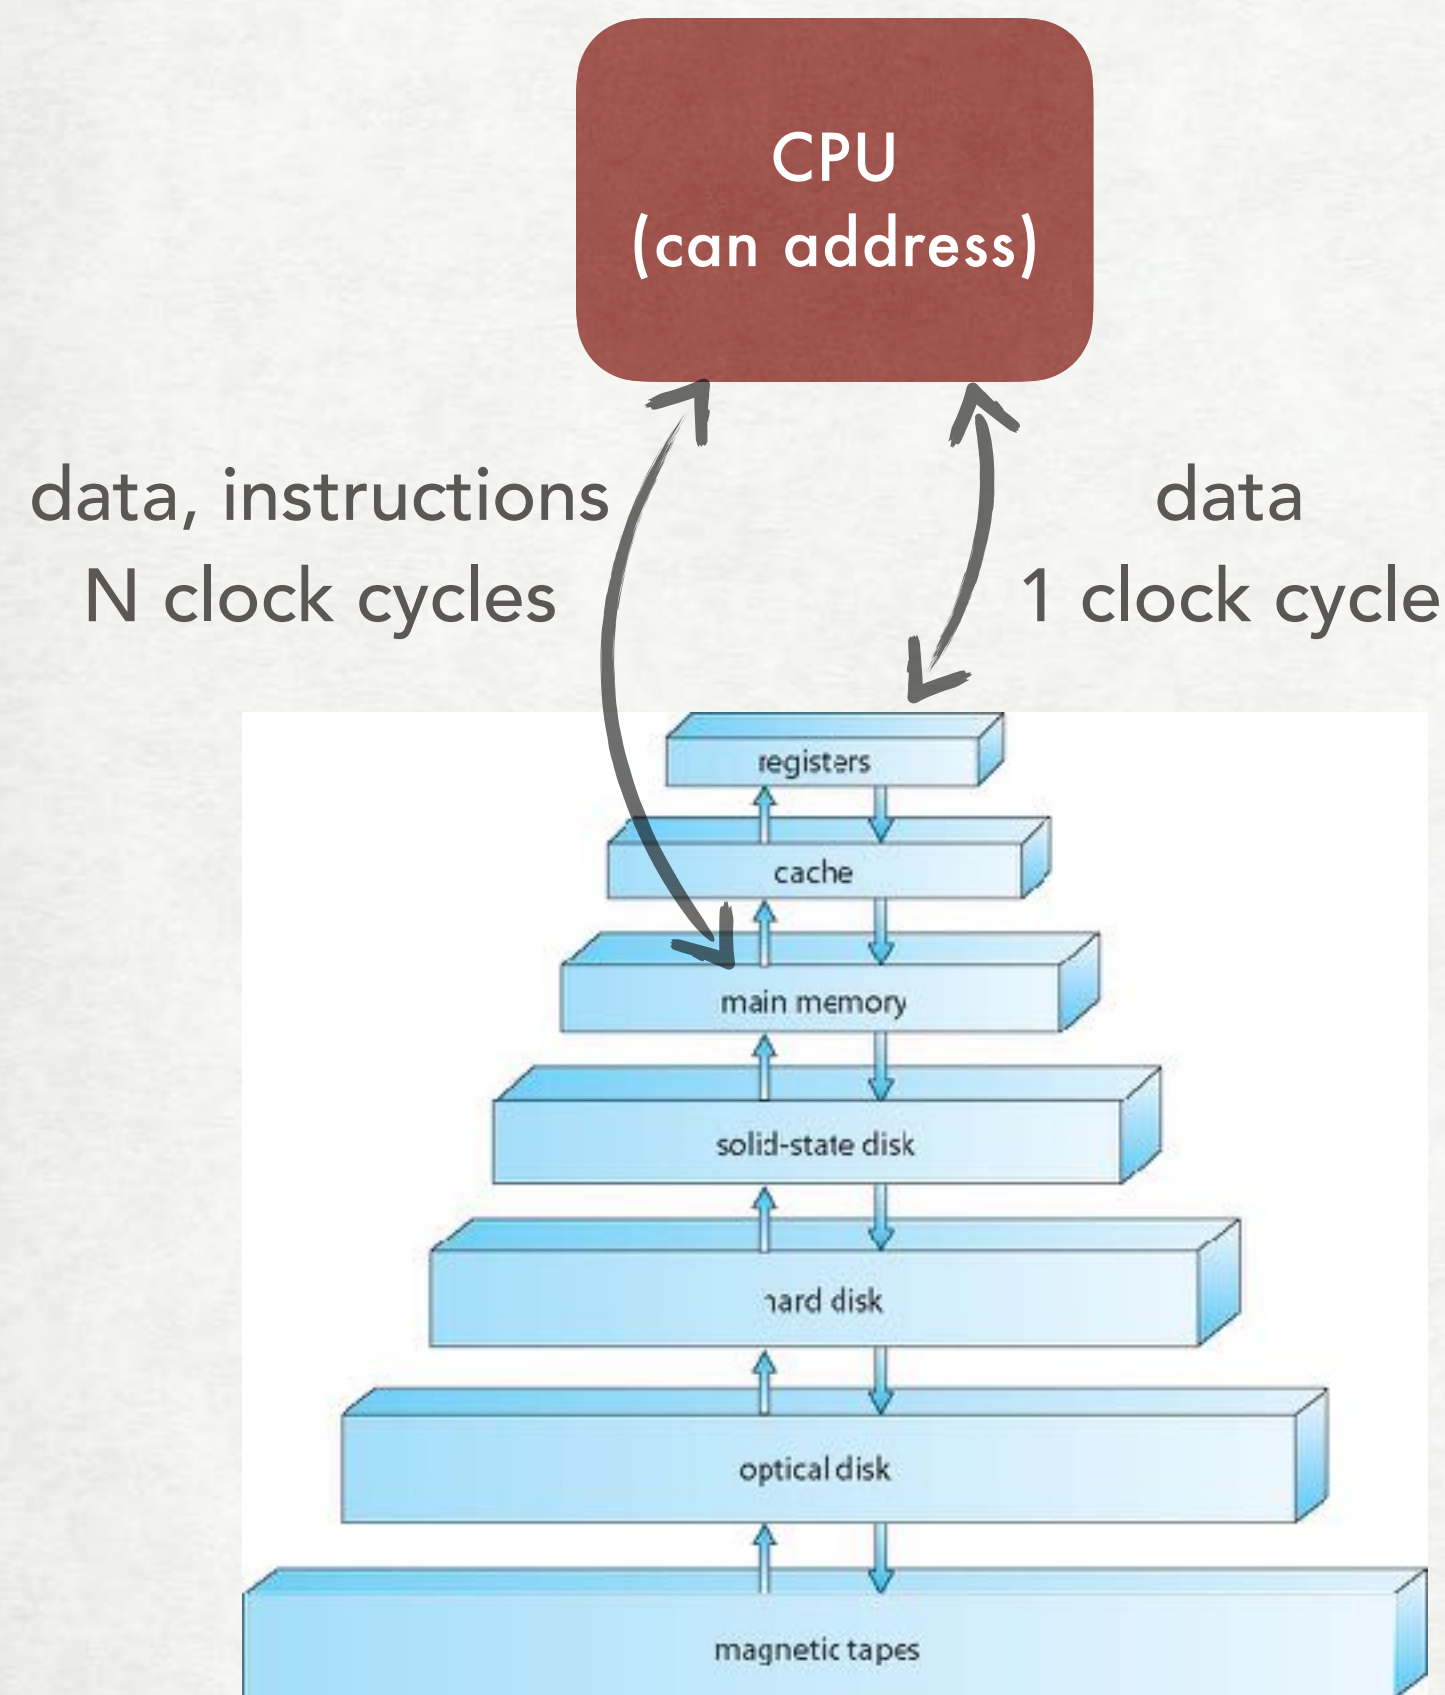 CPU
(can address)
data, instructions
N clock cycles
data
1 clock cycle
registers
cache
main memory
solid-state disk
hard disk
optical disk
magnetic tapes